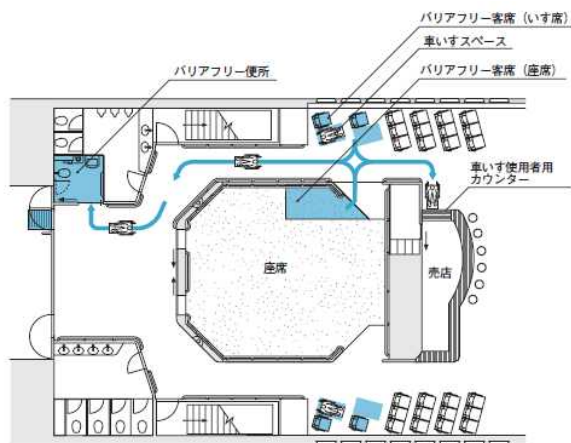 バリアフリー客席（いす席）
車いすスペース
バリアフリー客席（座席）
バリアフリー便所
車いす使用者用
カウンター
座席
売店